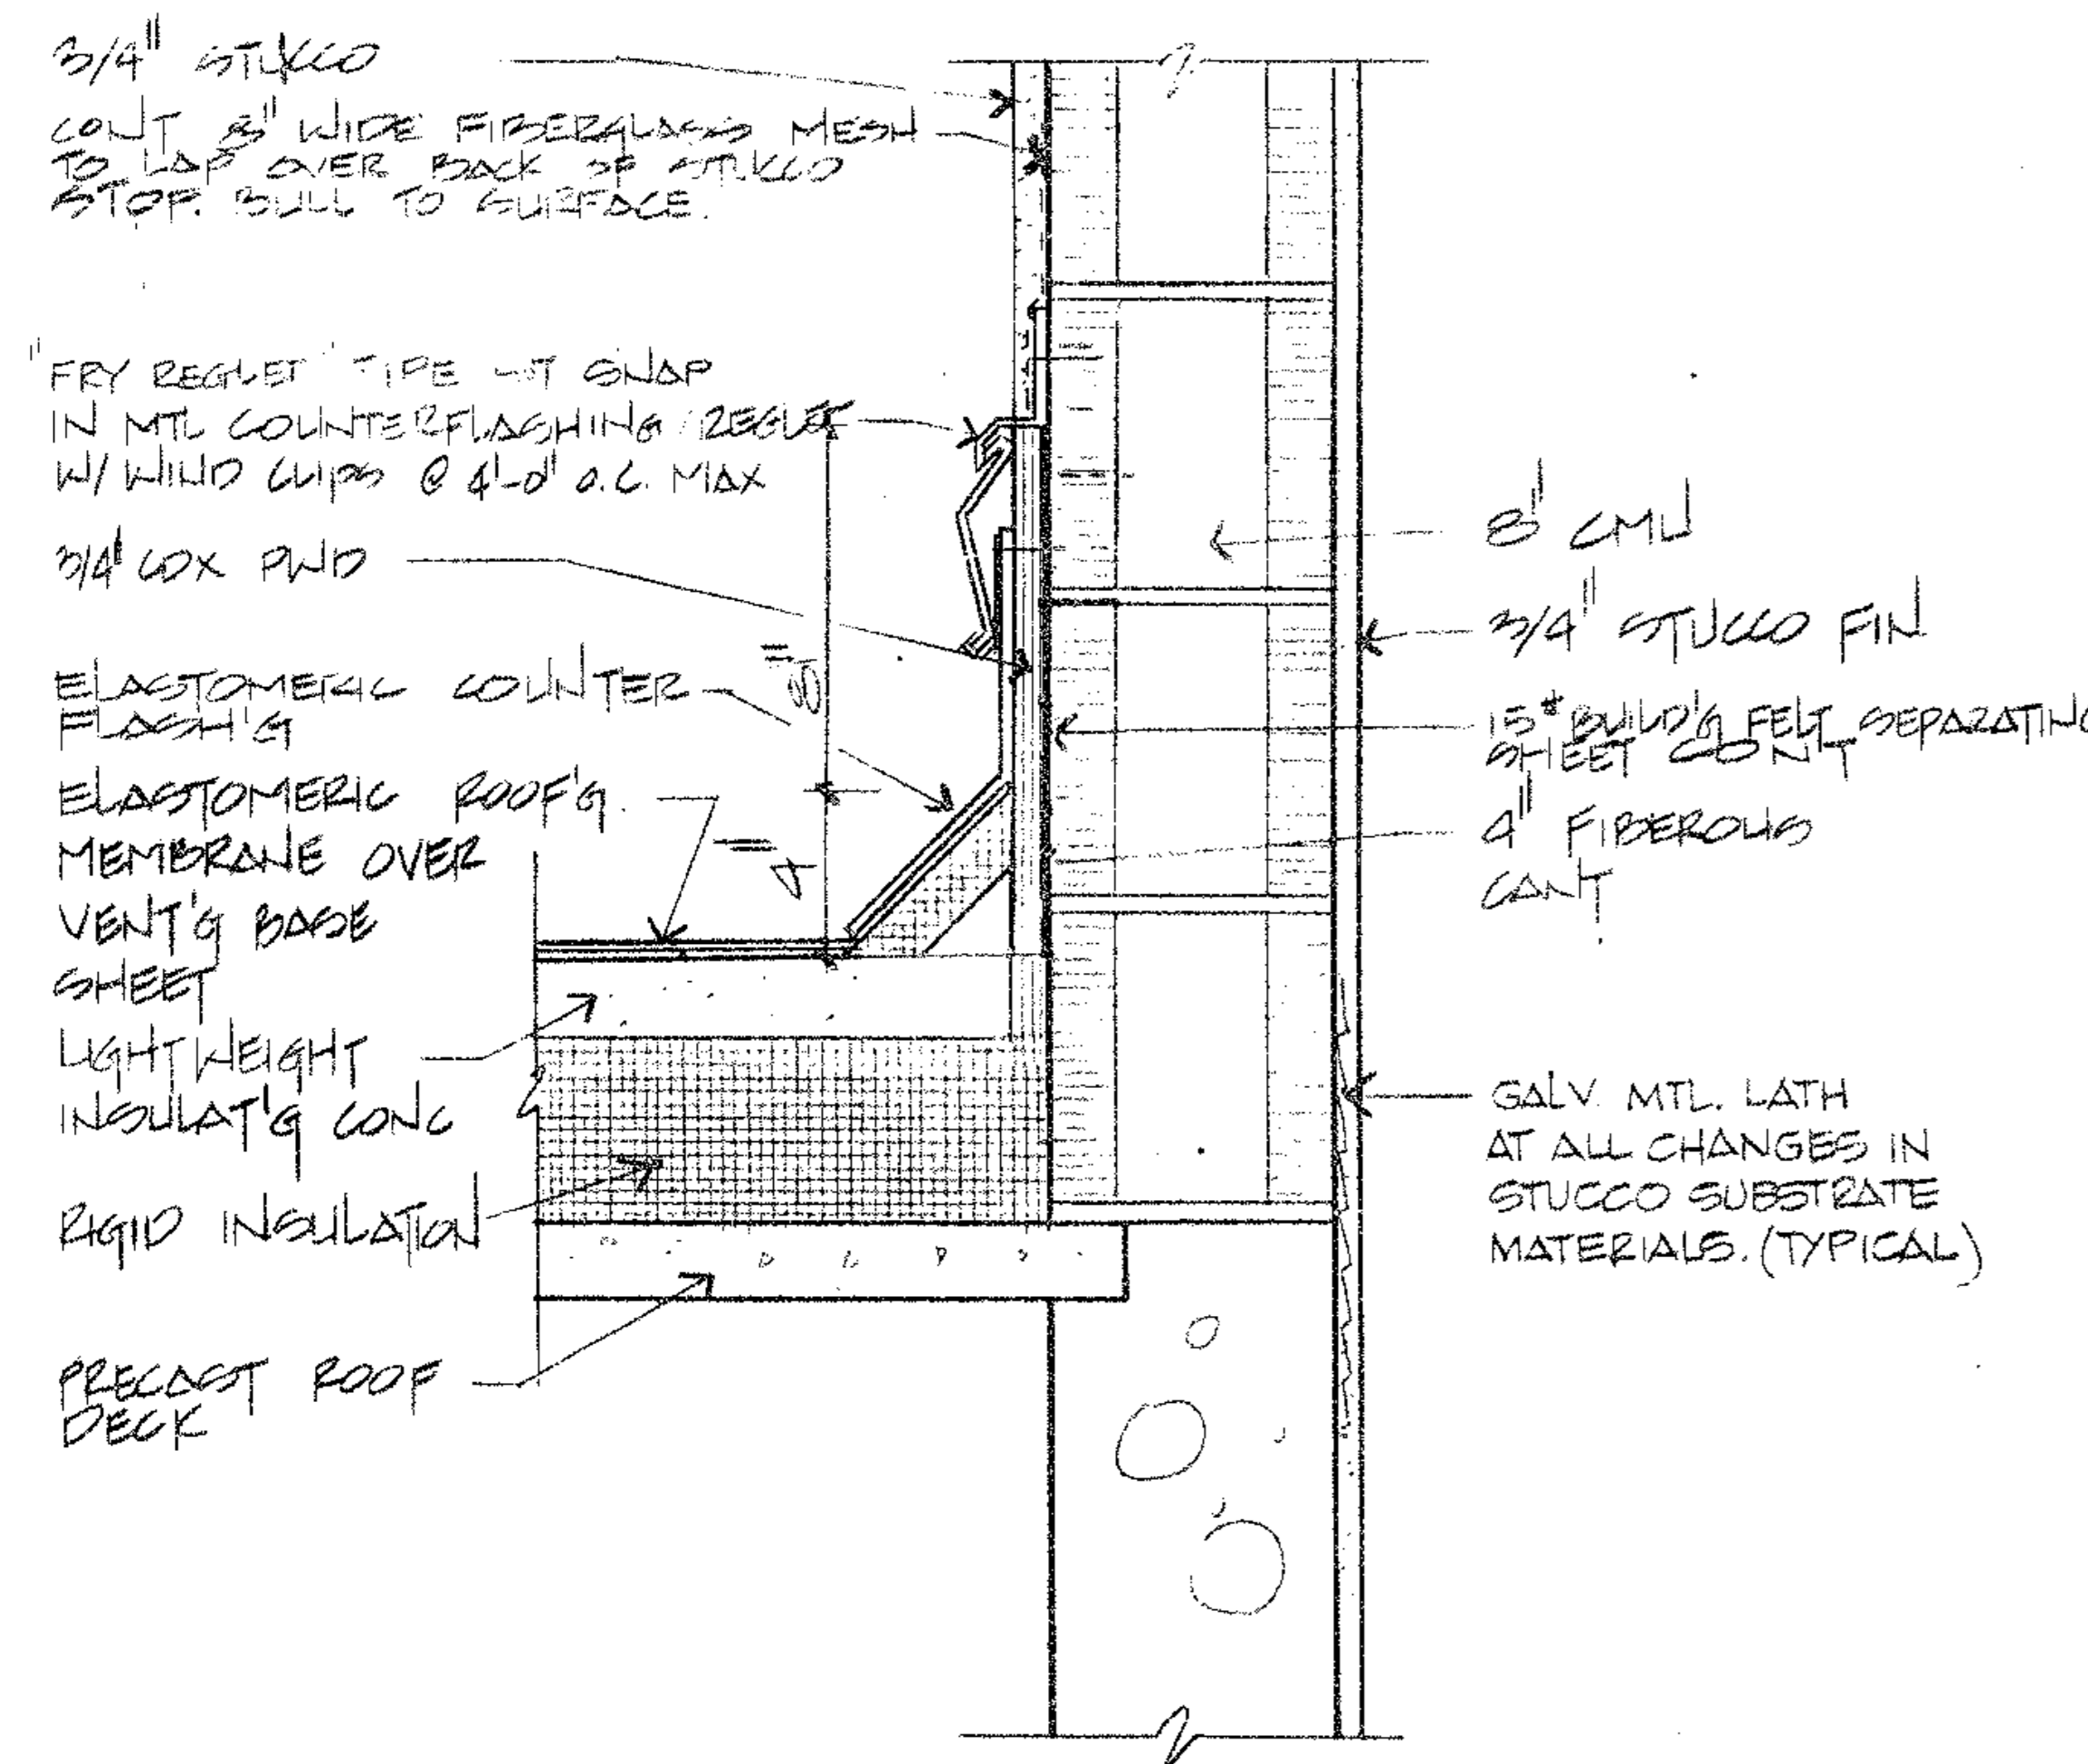 3/4" STUCCO
CONT 8" WIDE FIBERGLASS MESH
TO LAP OVER BACK OF STUCCO
STOP. BULL TO SURFACE.
"FRY REGLET" TYPE SNAP
IN MTL COUNTERFLASHING / REGLET
W/ WIND CLIPS @ 4'-0" O.C. MAX
3/4" CDX PWD
ELASTOMERIC COUNTER
FLASH'G
8"
ELASTOMERIC ROOF'G.
MEMBRANE OVER
VENT'G BASE
SHEET
4"
LIGHTWEIGHT
INSULAT'G CONC
RIGID INSULATION
PRECAST ROOF
DECK
8" CMU
3/4" STUCCO FIN
15# BUILD'G FELT SEPARATING
SHEET CONT
4" FIBEROUS
CANT
GALV. MTL. LATH
AT ALL CHANGES IN
STUCCO SUBSTRATE
MATERIALS. (TYPICAL)